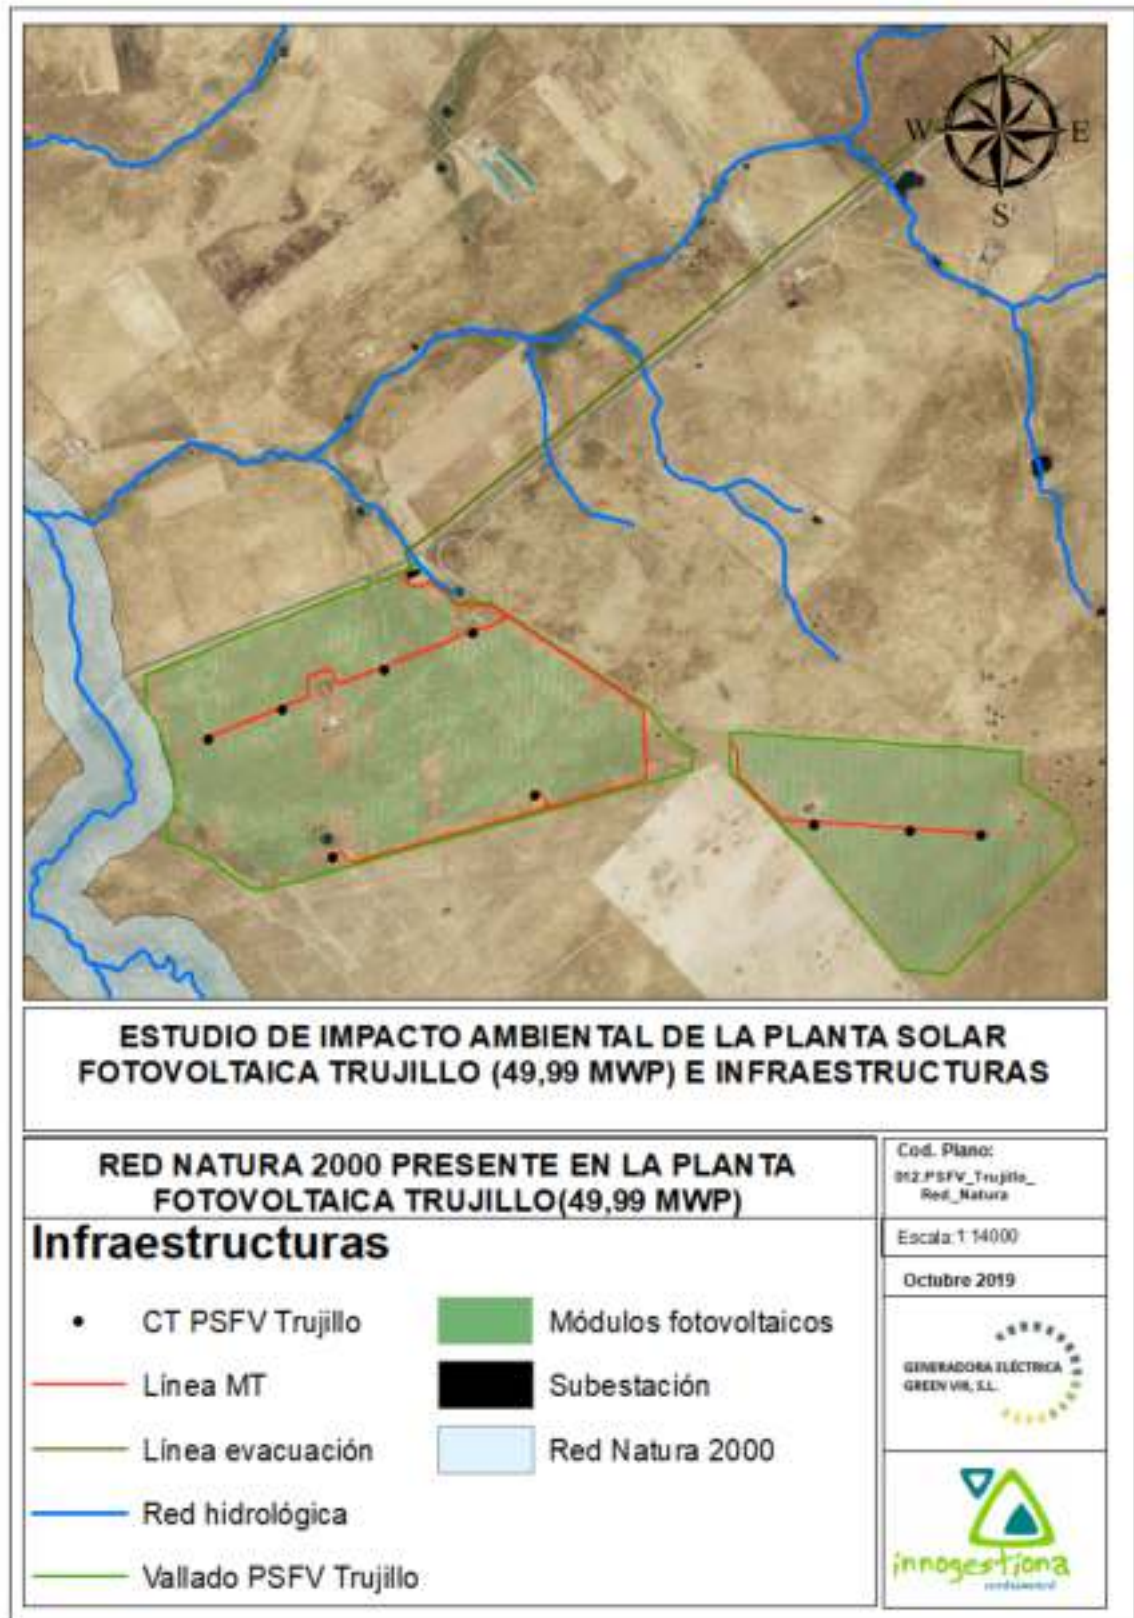 N
W
E
S
ESTUDIO DE IMPACTO AMBIENTAL DE LA PLANTA SOLAR
FOTOVOLTAICA TRUJILLO (49,99 MWP) E INFRAESTRUCTURAS
RED NATURA 2000 PRESENTE EN LA PLANTA
FOTOVOLTAICA TRUJILLO(49,99 MWP)
Infraestructuras
CT PSFV Trujillo
Línea MT
Línea evacuación
Red hidrológica
Vallado PSFV Trujillo
Módulos fotovoltaicos
Subestación
Red Natura 2000
Cod. Plano:
012.PSFV_Trujillo_
Red_Natura
Escala:1:14000
Octubre 2019
GENERADORA ELÉCTRICA
GREEN VIII, S.L.
innogestiona